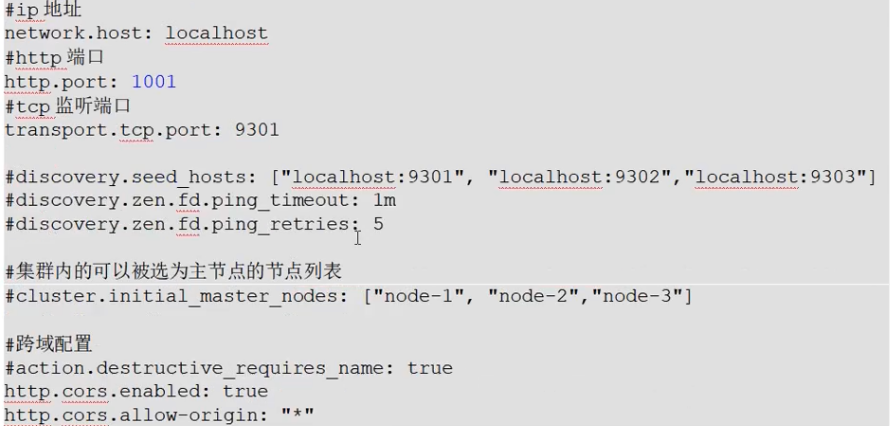 #ip 地址
network.host: localhost
#http 端口
http.port: 1001
#tcp 监听端口
transport.tcp.port: 9301
#discovery.seed_hosts: ["localhost:9301", "localhost:9302","localhost:9303"]
#discovery.zen.fd.ping_timeout: 1m
#discovery.zen.fd.ping_retries: 5
#集群内的可以被选为主节点的节点列表
#cluster.initial_master_nodes: ["node-1", "node-2","node-3"]
#跨域配置
#action.destructive_requires_name: true
http.cors.enabled: true
http.cors.allow-origin: "*"